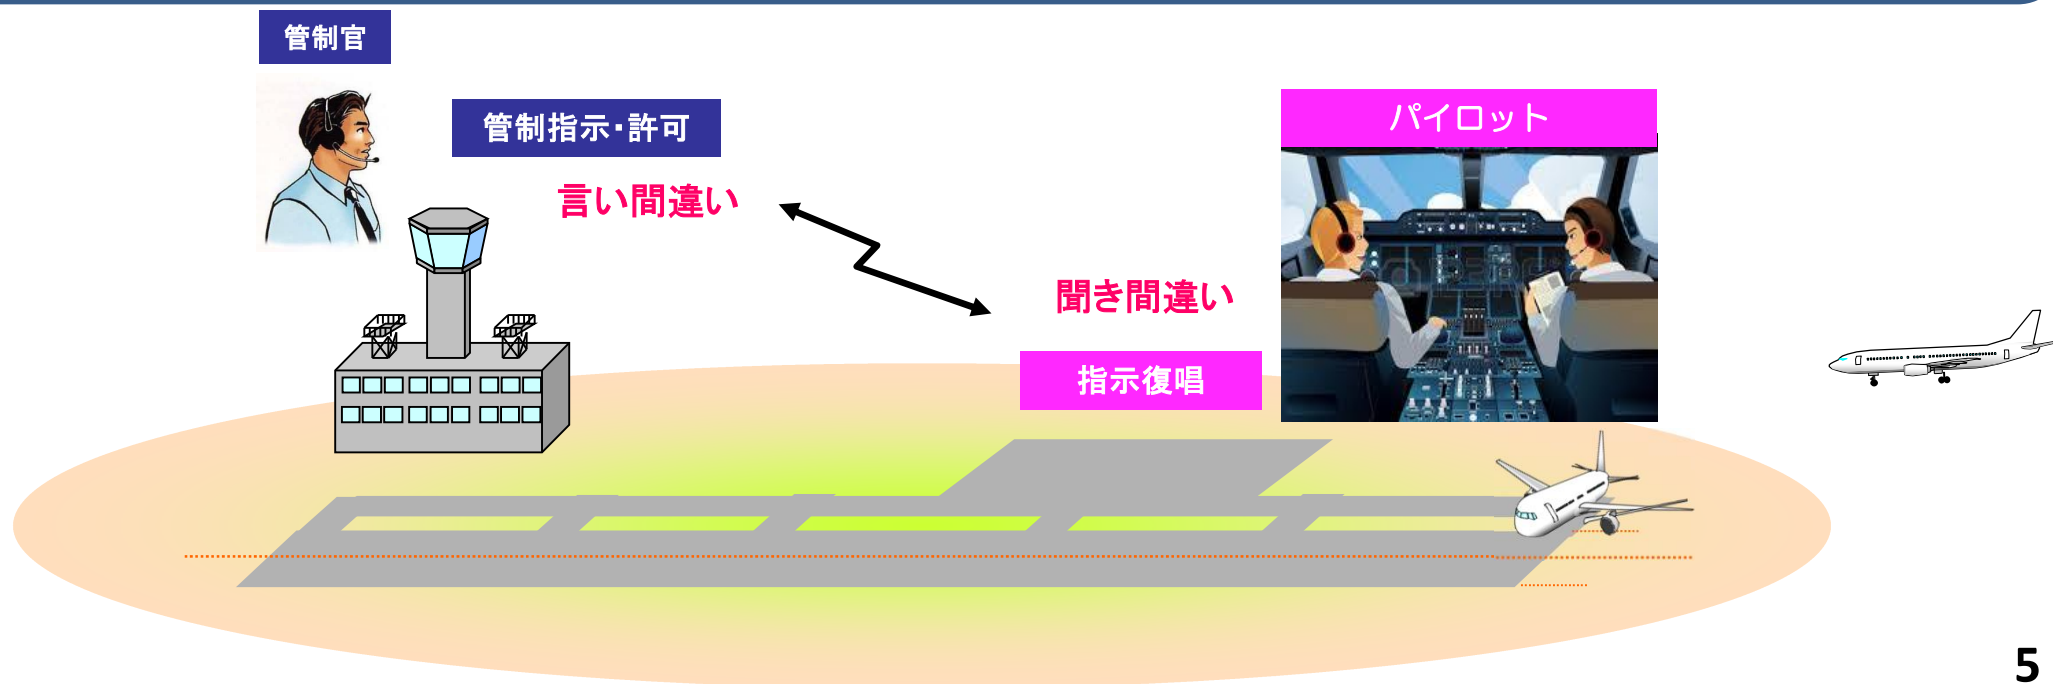 管制官
管制指示・許可
言い間違い
パイロット
聞き間違い
指示復唱
5